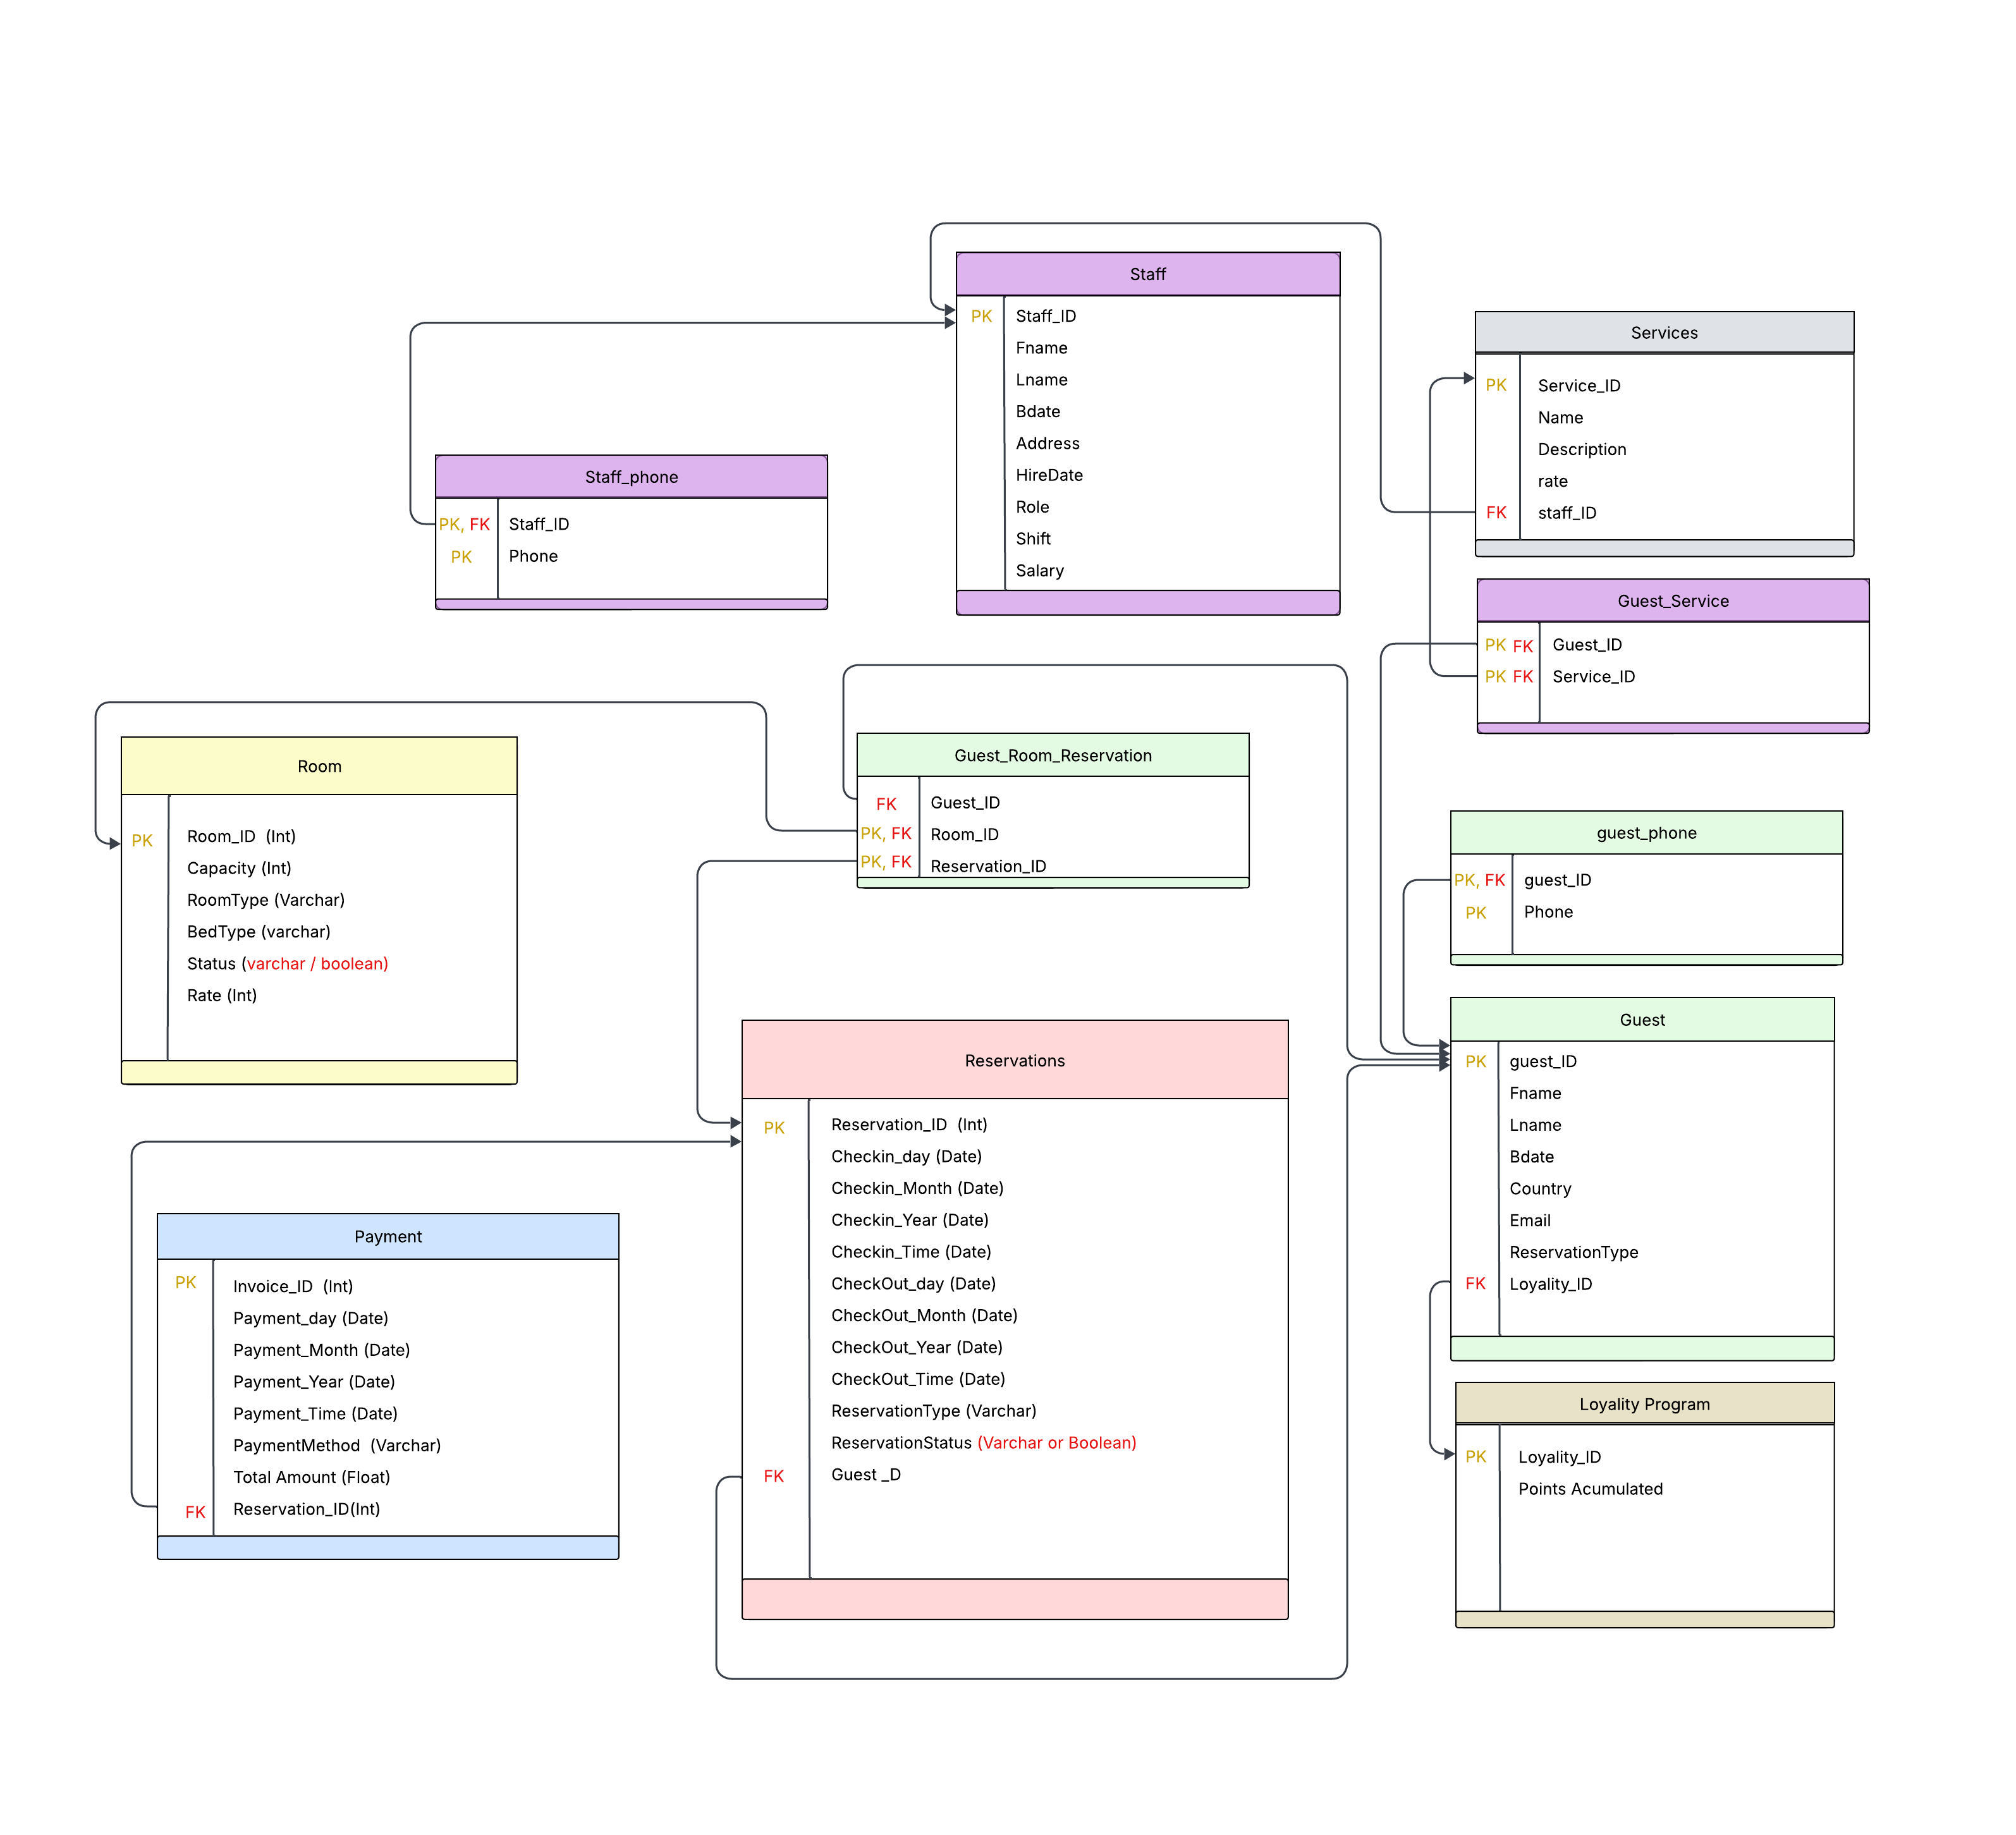 Staff
PK Staff_ID
Fname
Lname
Bdate
Address
HireDate
Role
Shift
Salary
Services
PK Service_ID
Name
Description
rate
FK staff_ID
Staff_phone
PK, FK Staff_ID
PK Phone
Guest_Service
PK FK Guest_ID
PK FK Service_ID
Room
PK Room_ID (Int)
Capacity (Int)
RoomType (Varchar)
BedType (varchar)
Status (varchar / boolean)
Rate (Int)
Guest_Room_Reservation
FK Guest_ID
PK, FK Room_ID
PK, FK Reservation_ID
guest_phone
PK, FK guest_ID
PK Phone
Guest
PK guest_ID
Fname
Lname
Bdate
Country
Email
ReservationType
FK Loyality_ID
Reservations
PK Reservation_ID (Int)
Checkin_day (Date)
Checkin_Month (Date)
Checkin_Year (Date)
Checkin_Time (Date)
CheckOut_day (Date)
CheckOut_Month (Date)
CheckOut_Year (Date)
CheckOut_Time (Date)
ReservationType (Varchar)
ReservationStatus (Varchar or Boolean)
FK Guest _D
Payment
PK Invoice_ID (Int)
Payment_day (Date)
Payment_Month (Date)
Payment_Year (Date)
Payment_Time (Date)
PaymentMethod (Varchar)
Total Amount (Float)
FK Reservation_ID(Int)
Loyality Program
PK Loyality_ID
Points Acumulated